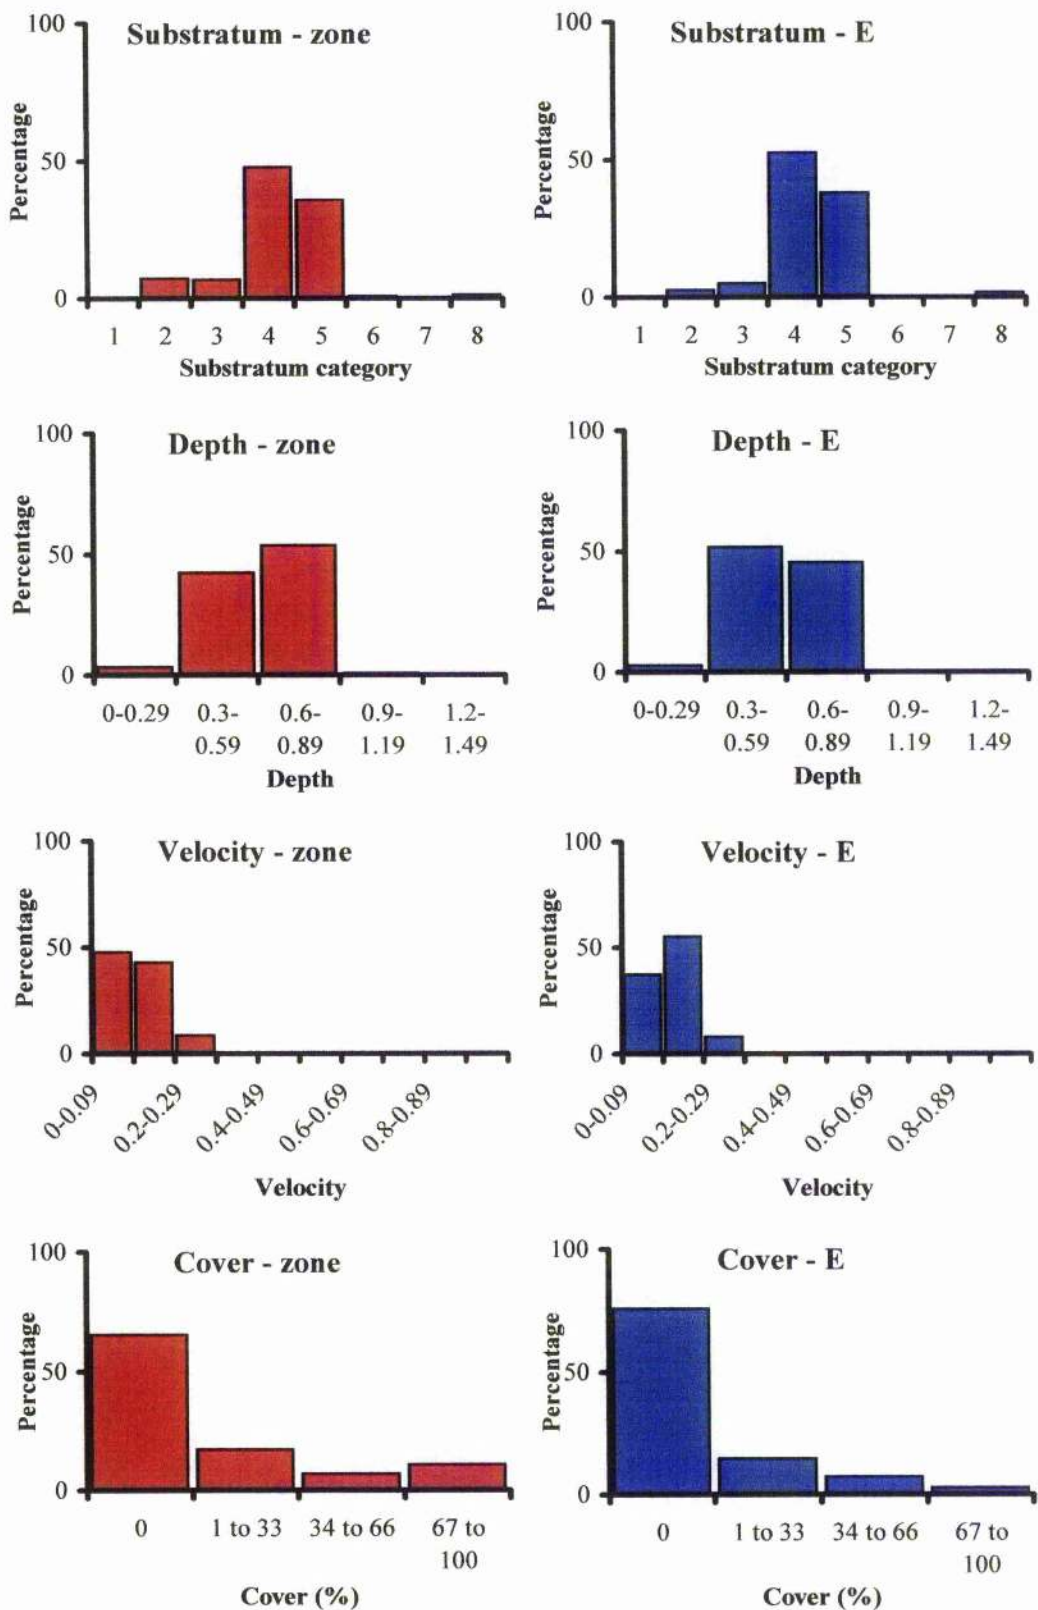 Substratum - zone
100
50
0
Percentage
1 2 3 4 5 6 7 8
Substratum category
Substratum - E
100
50
0
Percentage
1 2 3 4 5 6 7 8
Substratum category
Depth - zone
100
50
0
Percentage
0-0.29 0.3- 0.6- 0.9- 1.2-
0.59 0.89 1.19 1.49
Depth
Depth - E
100
50
0
Percentage
0-0.29 0.3- 0.6- 0.9- 1.2-
0.59 0.89 1.19 1.49
Depth
Velocity - zone
100
50
0
Percentage
0-0.09 0.2-0.29 0.4-0.49 0.6-0.69 0.8-0.89
Velocity
Velocity - E
100
50
0
Percentage
0-0.09 0.2-0.29 0.4-0.49 0.6-0.69 0.8-0.89
Velocity
Cover - zone
100
50
0
Percentage
0 1 to 33 34 to 66 67 to
100
Cover (%)
Cover - E
100
50
0
Percentage
0 1 to 33 34 to 66 67 to
100
Cover (%)